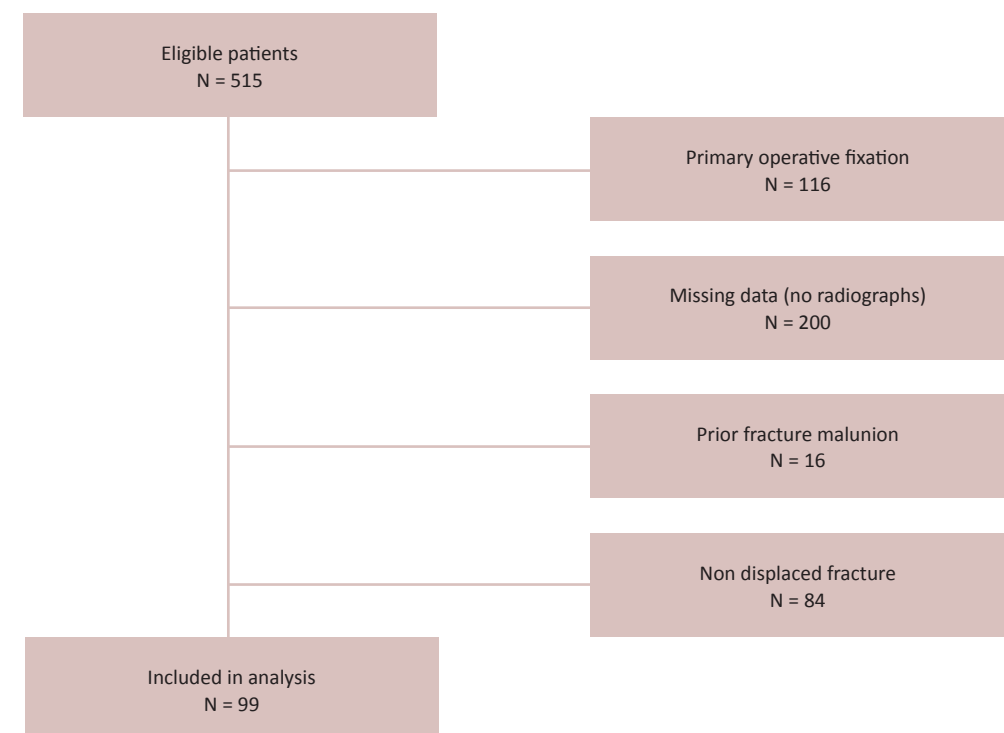 Eligible patients
N = 515
Primary operative fixation
N = 116
Missing data (no radiographs)
N = 200
Prior fracture malunion
N = 16
Non displaced fracture
N = 84
Included in analysis
N = 99